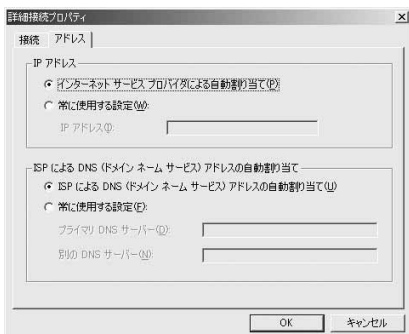 詳細接続プロパティ
接続 アドレス
IP アドレス
インターネット サービス プロバイダによる自動割り当て(P)
常に使用する設定(W):
IP アドレス(I):
ISP による DNS (ドメイン ネーム サービス) アドレスの自動割り当て
ISP による DNS (ドメイン ネーム サービス) アドレスの自動割り当て(U)
常に使用する設定(F):
プライマリ DNS サーバー(D):
別の DNS サーバー(N):
OK キャンセル